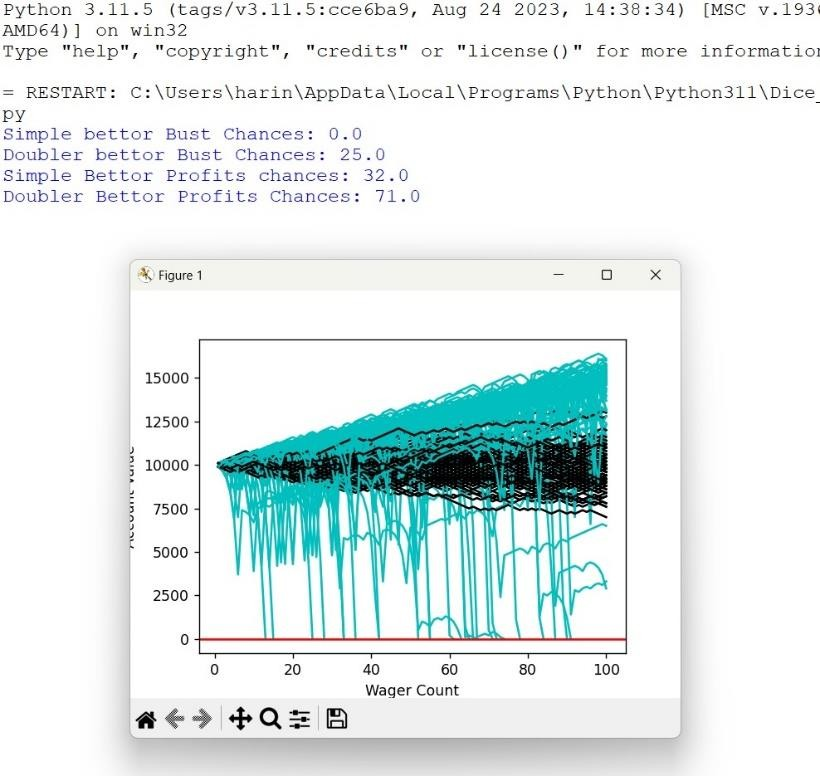 Python 3.11.5 (tags/v3.11.5:cce6ba9, Aug 24 2023, 14:38:34) [MSC v.193
AMD64)] on win32
Type "help", "copyright", "credits" or "license()" for more information
= RESTART: C:\Users\harin\AppData\Local\Programs\Python\Python311\Dice_
py
Simple bettor Bust Chances: 0.0
Doubler bettor Bust Chances: 25.0
Simple Bettor Profits chances: 32.0
Doubler Bettor Profits Chances: 71.0
Figure 1
15000
12500
10000
7500
5000
2500
0
Account Value
0 20 40 60 80 100
Wager Count